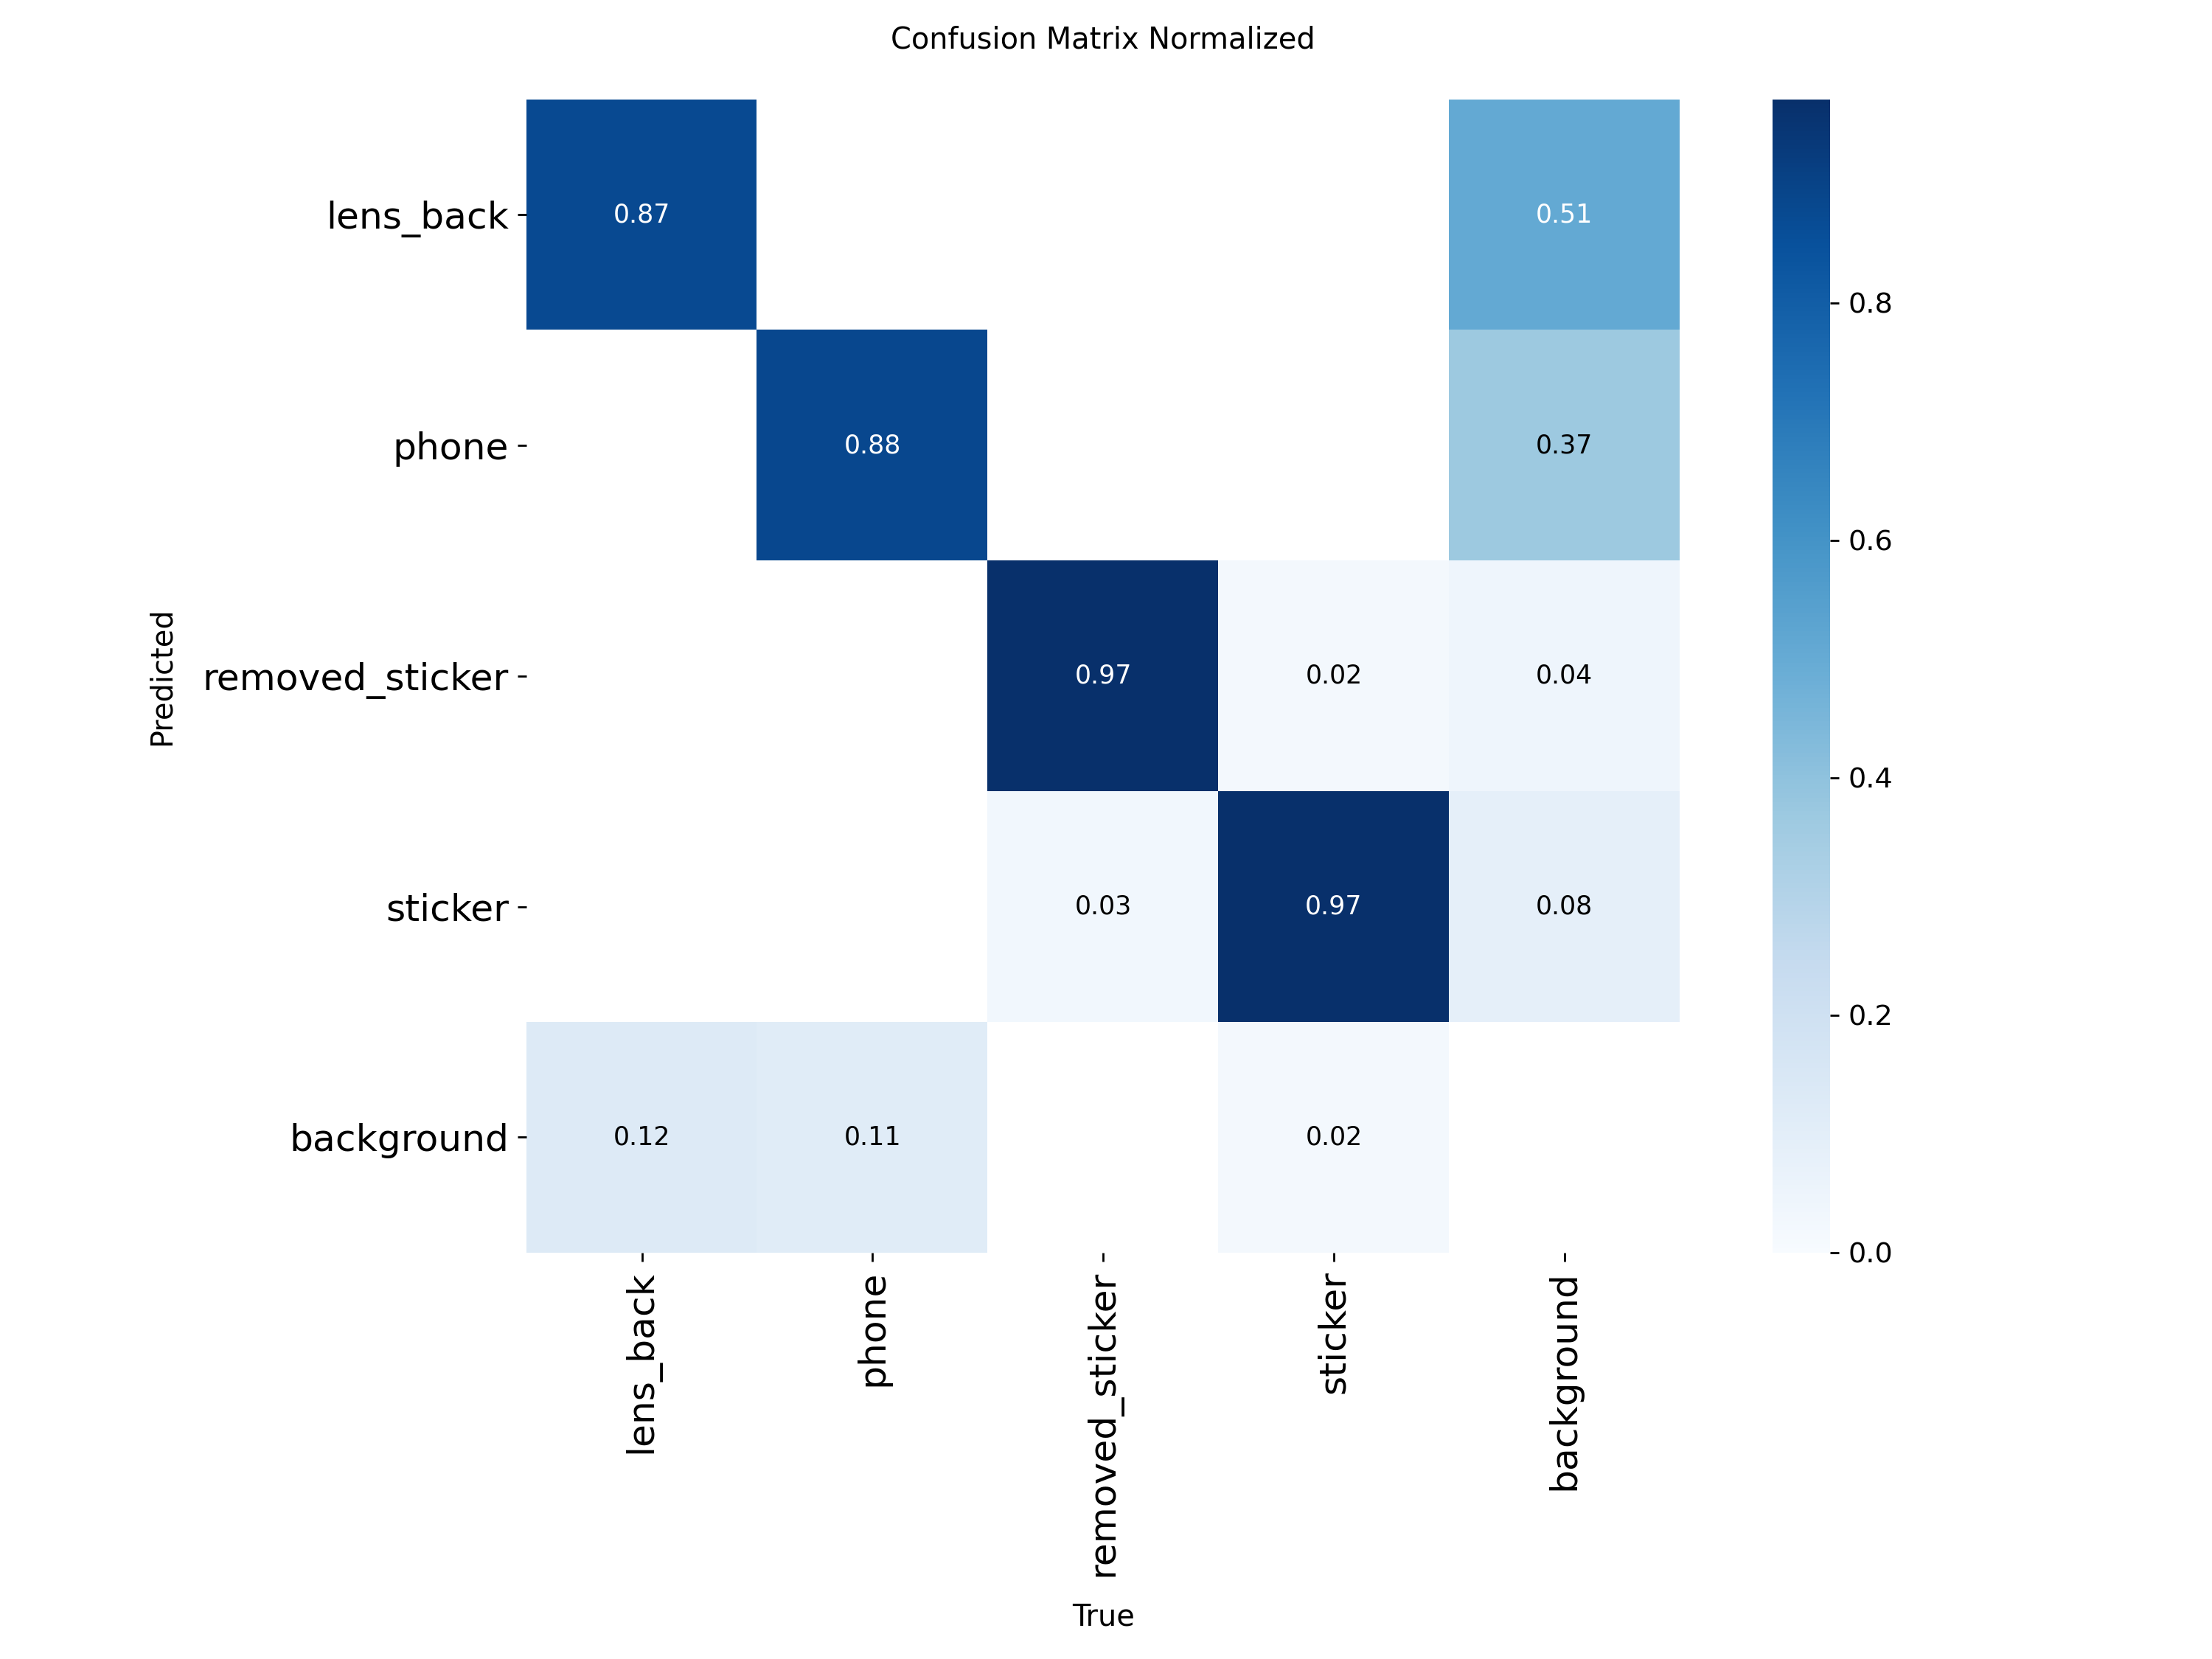 Confusion Matrix Normalized
lens_back
0.87
0.51
0.8
phone
0.88
0.37
0.6
Predicted
removed_sticker
0.97
0.02
0.04
0.4
sticker
0.03
0.97
0.08
0.2
background
0.12
0.11
0.02
0.0
lens_back
phone
removed_sticker
sticker
background
True